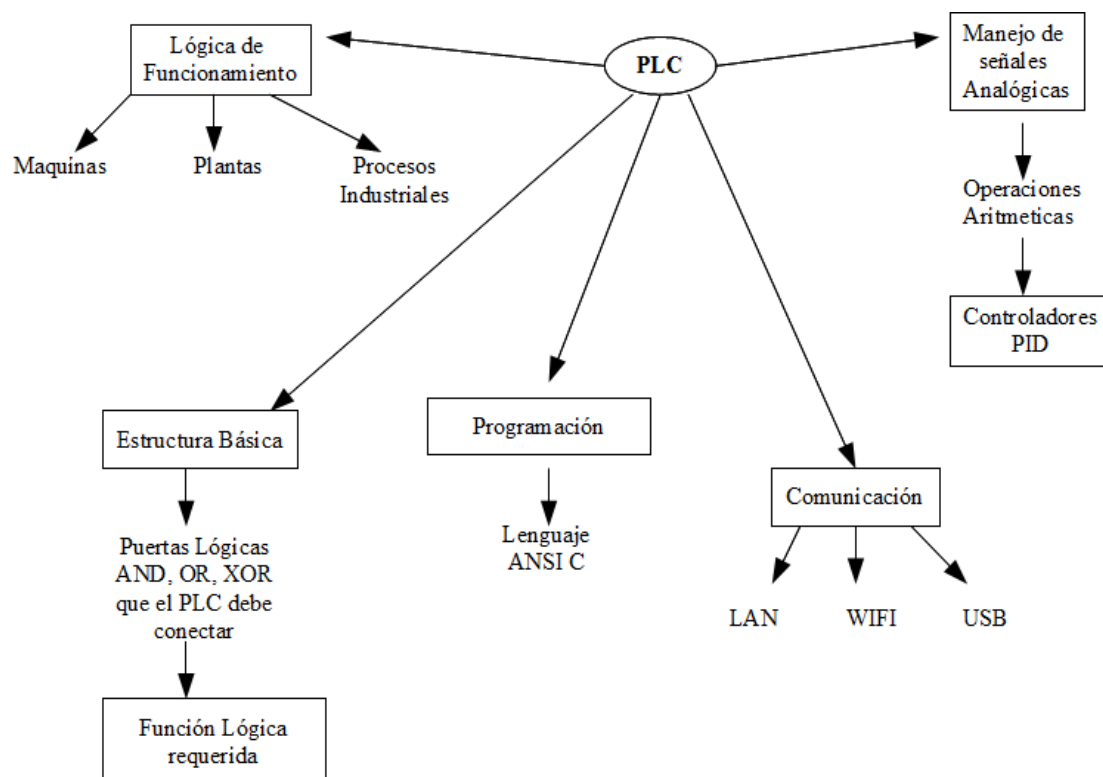 Lógica de
Funcionamiento
PLC
Manejo de
señales
Analógicas
Maquínas
Plantas
Procesos
Industriales
Operaciones
Aritmeticas
Controladores
PID
Estructura Básica
Programación
Comunicación
Puertas Lógicas
AND, OR, XOR
que el PLC debe
conectar
Lenguaje
ANSI C
LAN
WIFI
USB
Función Lógica
requerida